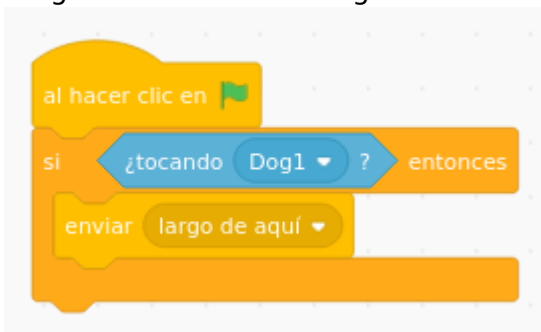 al hacer clic en
si ¿tocando Dog1 ? entonces
enviar largo de aquí